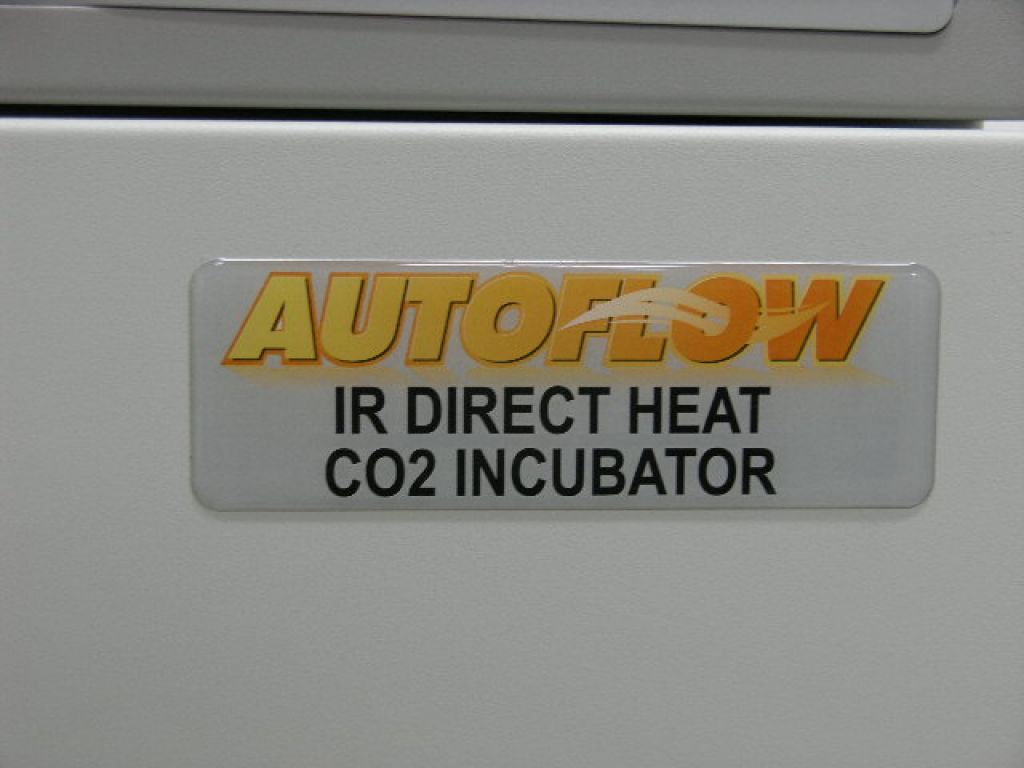 AUTOFLOW
IR DIRECT HEAT
CO2 INCUBATOR